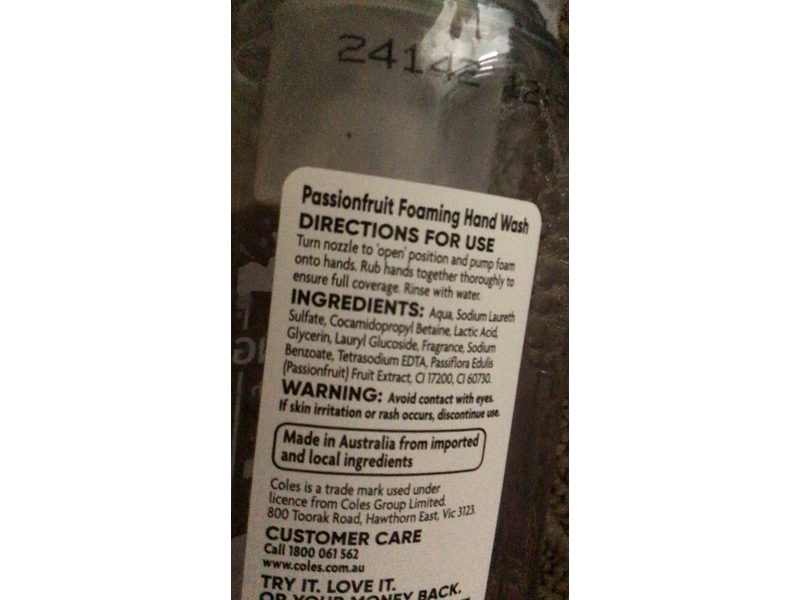 24142
Passionfruit Foaming Hand Wash
DIRECTIONS FOR USE
Turn nozzle to 'open' position and pump foam
onto hands. Rub hands together thoroughly to
ensure full coverage. Rinse with water.
INGREDIENTS: Aqua, Sodium Laureth
Sulfate, Cocamidopropyl Betaine, Lactic Acid,
Glycerin, Lauryl Glucoside, Fragrance, Sodium
Benzoate, Tetrasodium EDTA, Passiflora Edulis
(Passionfruit) Fruit Extract, CI 17200, CI 60730.
WARNING: Avoid contact with eyes.
If skin irritation or rash occurs, discontinue use.
Made in Australia from imported
and local ingredients
Coles is a trade mark used under
licence from Coles Group Limited.
800 Toorak Road, Hawthorn East, Vic 3123.
CUSTOMER CARE
Call 1800 061 562
www.coles.com.au
TRY IT. LOVE IT.
OR YOUR MONEY BACK.